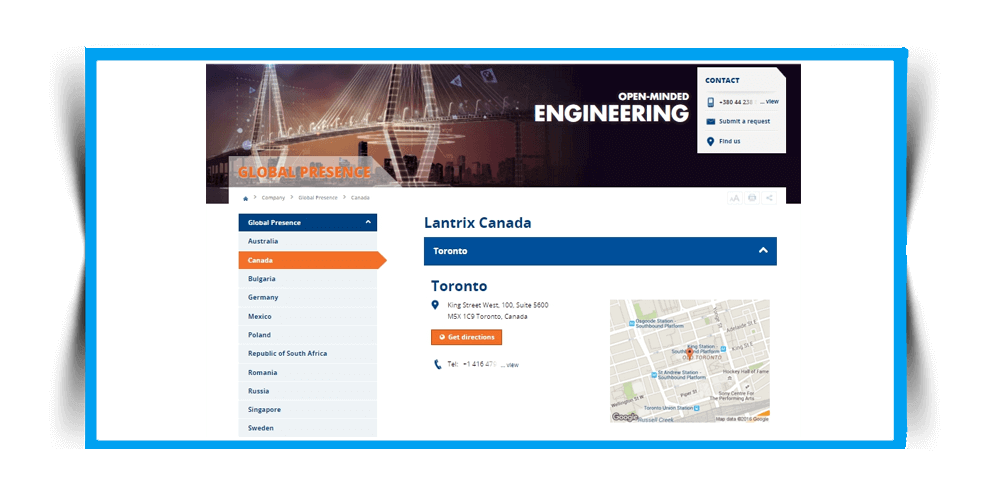 OPEN-MINDED
ENGINEERING
CONTACT
+380 44 238 ... view
Submit a request
Find us
GLOBAL PRESENCE
Company > Global Presence > Canada
AA
Global Presence
Australia
Canada
Bulgaria
Germany
Mexico
Poland
Republic of South Africa
Romania
Russia
Singapore
Sweden
Lantrix Canada
Toronto
Toronto
King Street West, 100, Suite 5600
M5X 1C9 Toronto, Canada
Get directions
Tel: +1 416 479 ... view
Osgoode Station -
Southbound Platform
Adelaide St E
King Station -
Southbound Platform
King St E
OLD TORONTO
St Andrew Station -
Southbound Platform
Hockey Hall of Fame
Wellington St W
Piper St
Sony Centre For
The Performing Arts
Toronto Union Station
Google
Russell Creek
Map data ©2016 Google